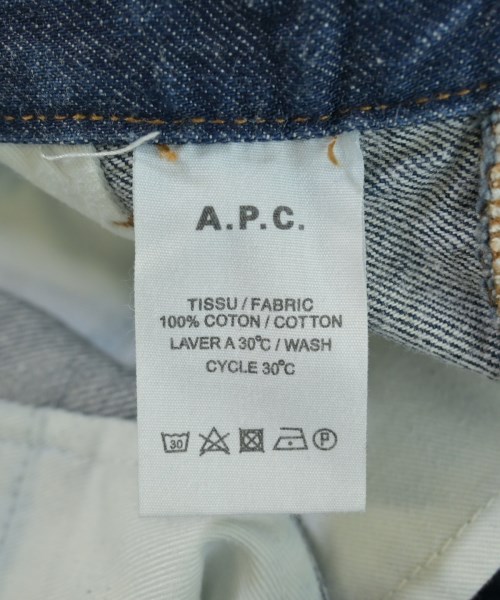 A.P.C.
TISSU / FABRIC
100% COTON / COTTON
LAVER A 30°C / WASH
CYCLE 30°C
30 P